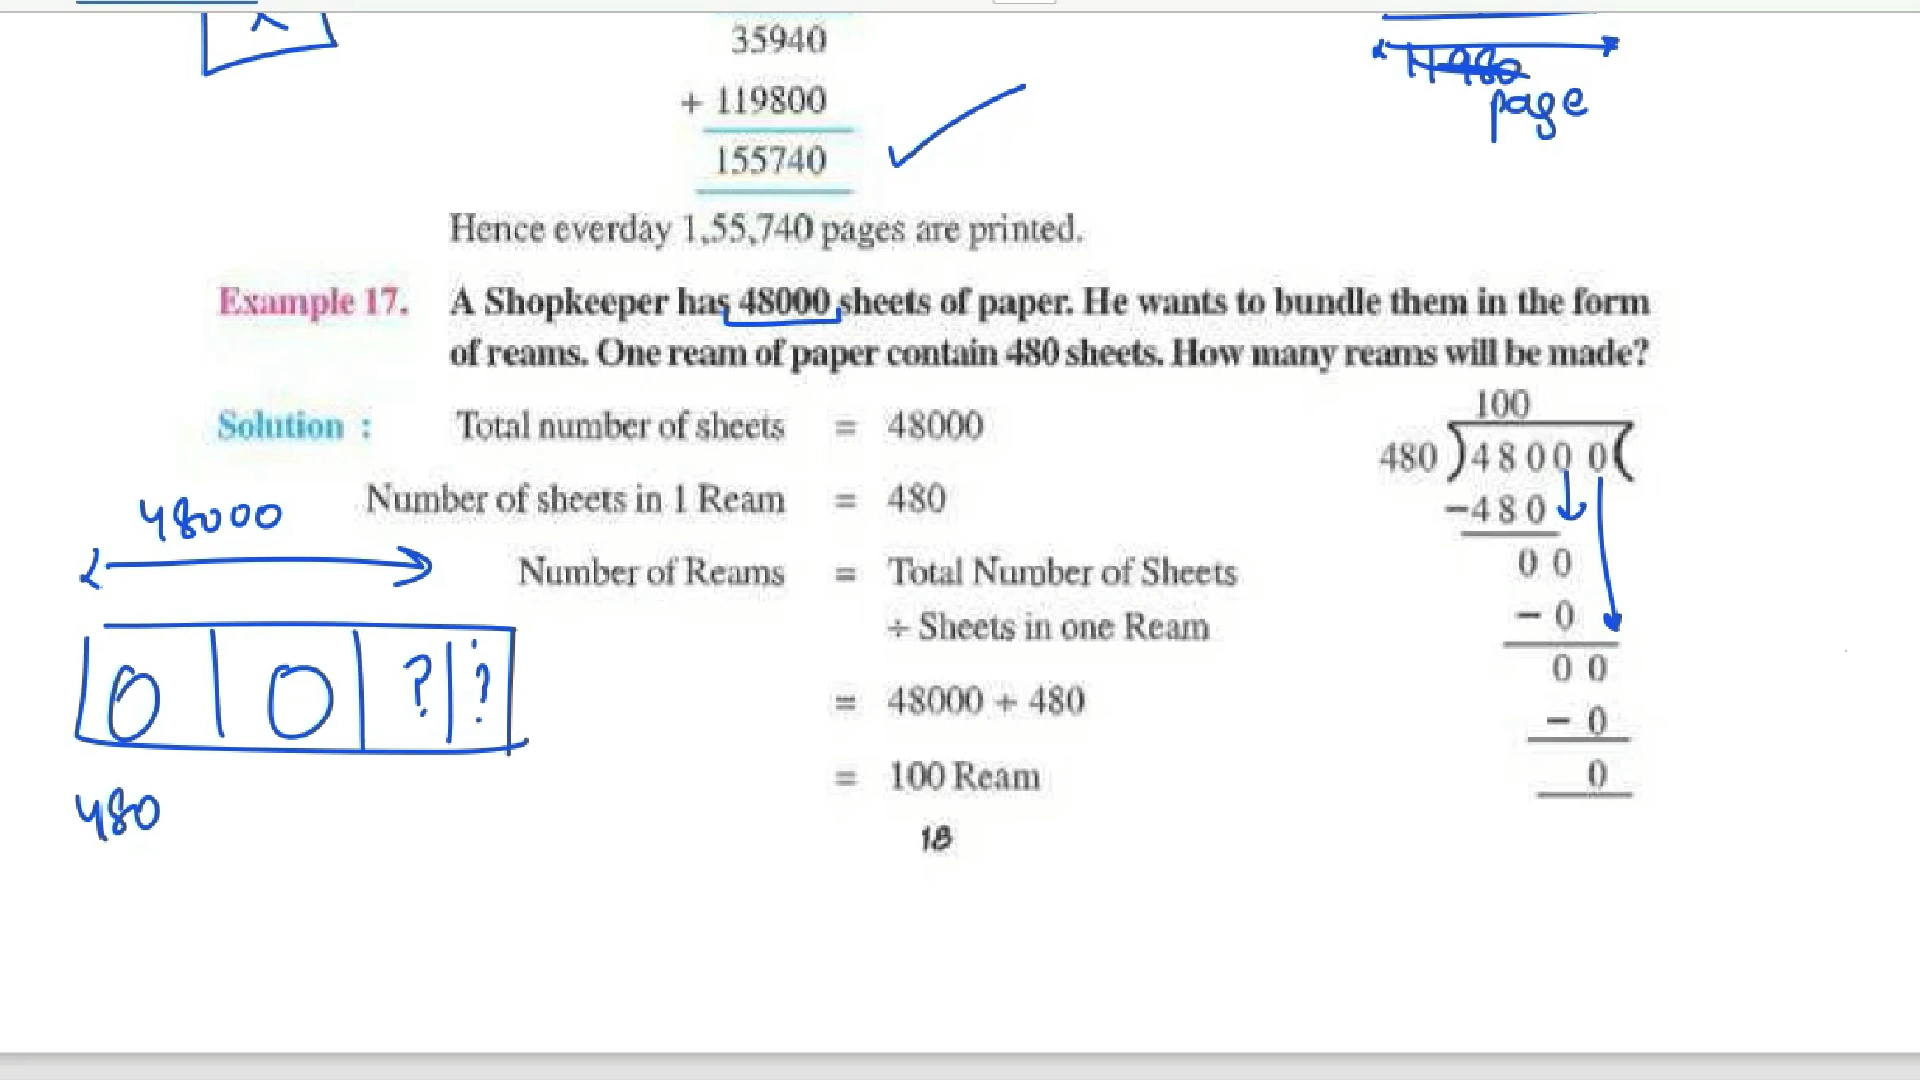 35940
+ 119800
11980
page
155740
Hence everday 1,55,740 pages are printed.
Example 17. A Shopkeeper has 48000 sheets of paper. He wants to bundle them in the form
of reams. One ream of paper contain 480 sheets. How many reams will be made?
Solution : Total number of sheets = 48000
Number of sheets in 1 Ream = 480
Number of Reams = Total Number of Sheets
÷ Sheets in one Ream
= 48000 ÷ 480
= 100 Ream
100
480 ) 4 8 0 0 0 (
- 4 8 0
0 0
- 0
0 0
- 0
0
48000
0 0 ? ?
480
18